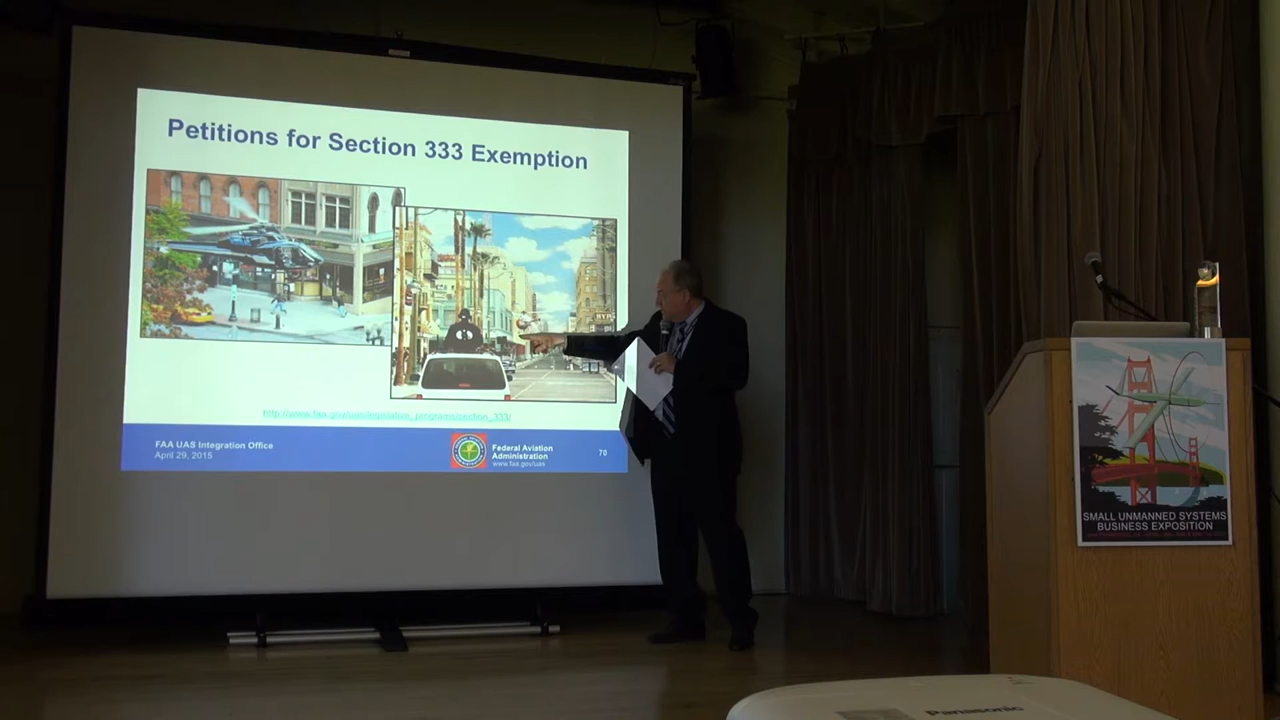 Petitions for Section 333 Exemption
http://www.faa.gov/uas/legislative_programs/section_333/
FAA UAS Integration Office
April 29, 2015
Federal Aviation
Administration
www.faa.gov/uas
70
SMALL UNMANNED SYSTEMS
BUSINESS EXPOSITION
Panasonic